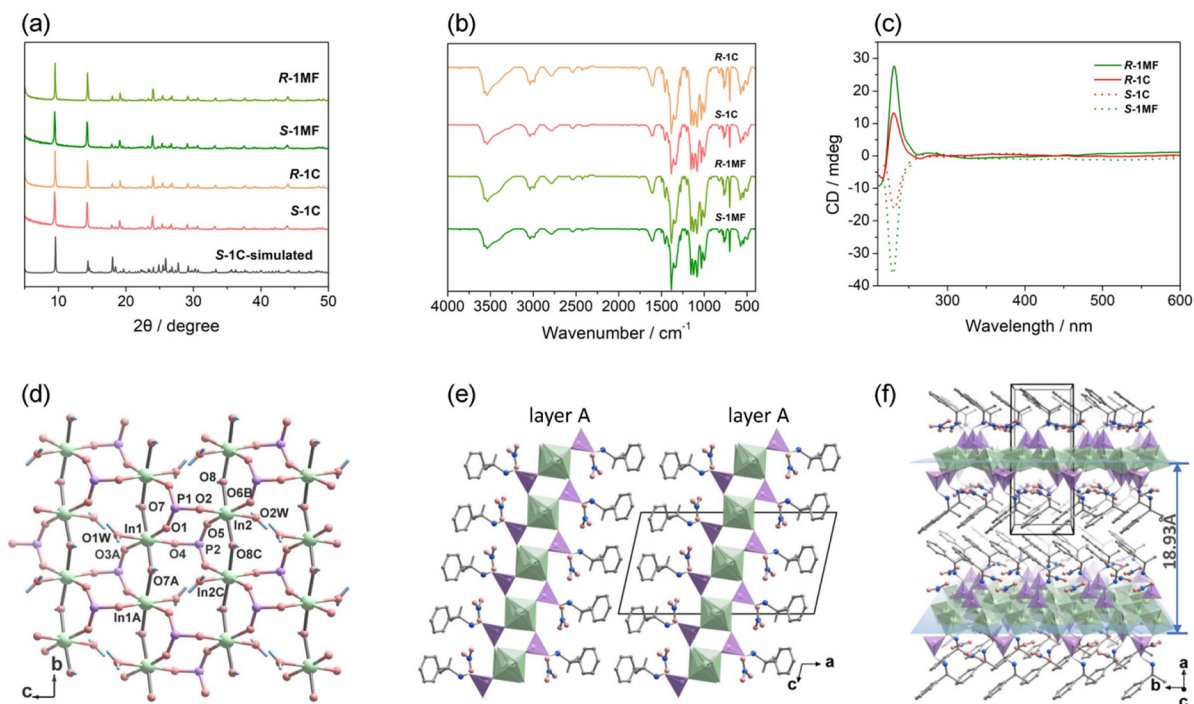 (a)
R-1MF
S-1MF
R-1C
S-1C
S-1C-simulated
10 20 30 40 50
2θ / degree
(b)
R-1C
S-1C
R-1MF
S-1MF
4000 3500 3000 2500 2000 1500 1000 500
Wavenumber / cm⁻¹
(c)
R-1MF
R-1C
S-1C
S-1MF
30
20
10
0
-10
-20
-30
-40
CD / mdeg
300 400 500 600
Wavelength / nm
(d)
O8
P1 O2
O6B
O7
O2W
In1
In2
O1W
O1
O5
O3A
O4
P2
O8C
O7A
In2C
In1A
b
c
(e)
layer A layer A
a
c
(f)
18.93Å
a
b
c